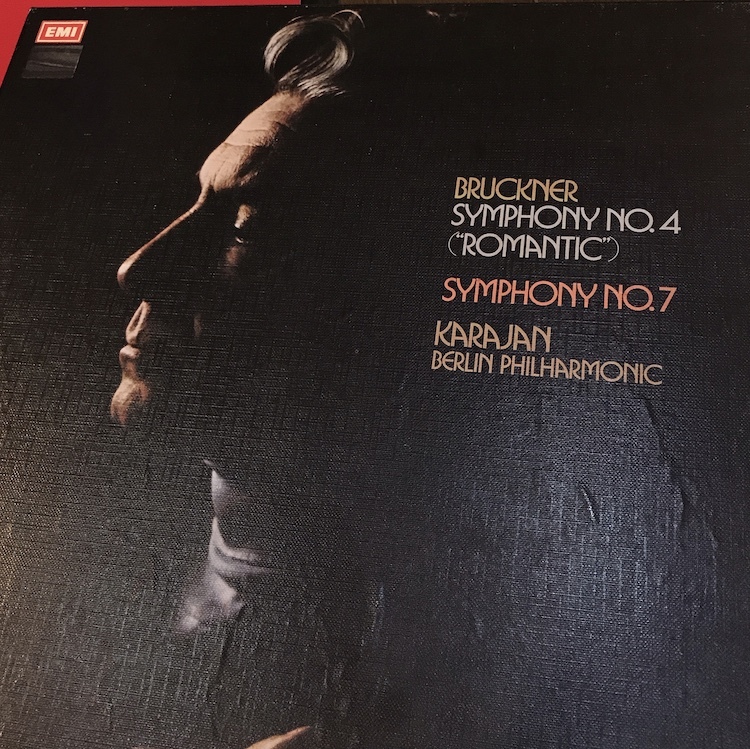 EMI
BRUCKNER
SYMPHONY NO. 4
("ROMANTIC")
SYMPHONY NO. 7
KARAJAN
BERLIN PHILHARMONIC